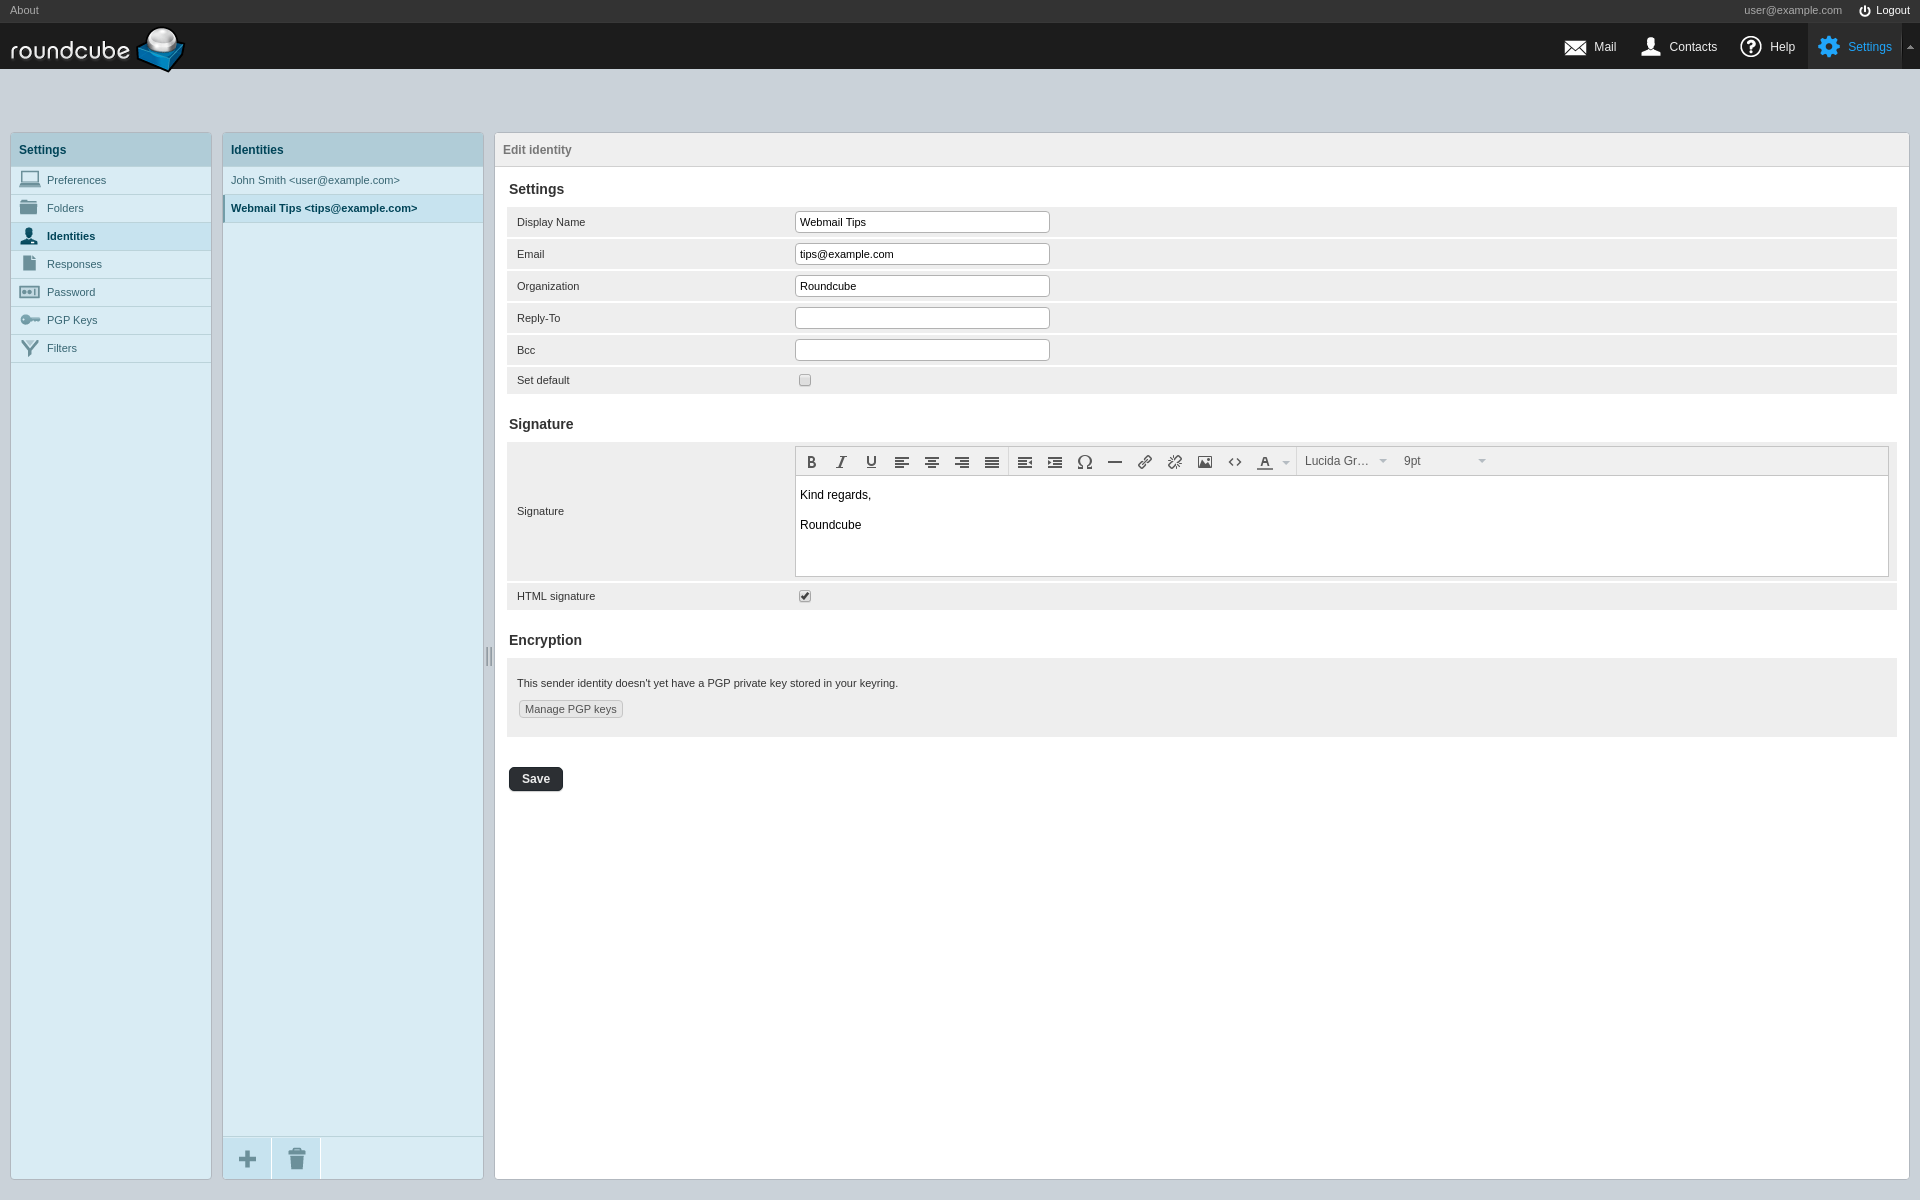 About
user@example.com
Logout
roundcube
Mail
Contacts
Help
Settings
Settings
Preferences
Folders
Identities
Responses
Password
PGP Keys
Filters
Identities
John Smith <user@example.com>
Webmail Tips <tips@example.com>
Edit identity
Settings
Display Name
Webmail Tips
Email
tips@example.com
Organization
Roundcube
Reply-To
Bcc
Set default
Signature
Lucida Gr...
9pt
Signature
Kind regards,
Roundcube
HTML signature
Encryption
This sender identity doesn't yet have a PGP private key stored in your keyring.
Manage PGP keys
Save